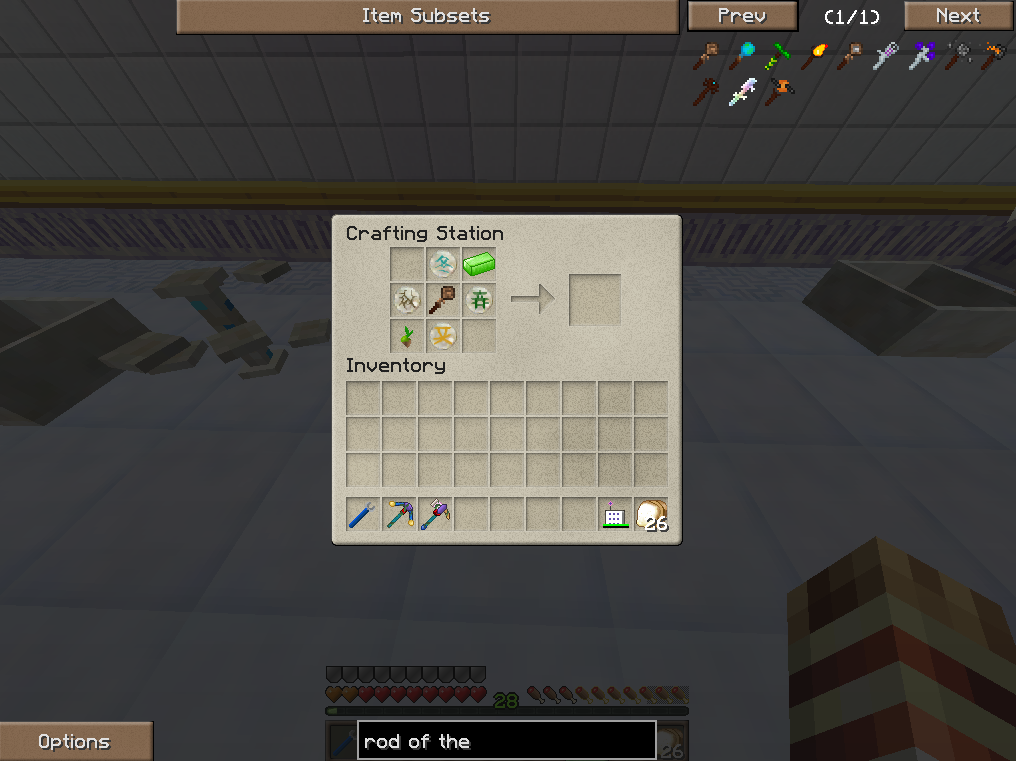 Item Subsets
Prev
(1/1)
Next
Crafting Station
Inventory
26
28
Options
rod of the
26